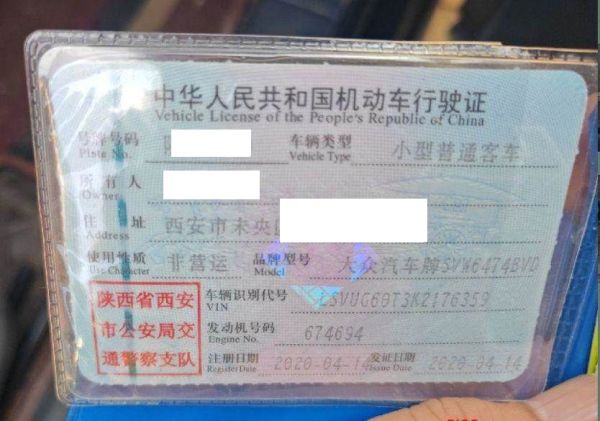 中华人民共和国机动车行驶证
Vehicle License of the People's Republic of China
号牌号码 车辆类型 小型普通客车
Plate No. Vehicle Type
所有人
Owner
住 址 西安市未央
Address
使用性质 非营运 品牌型号 大众汽车牌SVW6474BVD
Use Character Model
陕西省西安
市公安局交
通警察支队
车辆识别代号 LSVUC60T3K2176359
VIN
发动机号码 674694
Engine No.
注册日期 2020-04-14 发证日期 2020-04-14
Register Date Issue Date